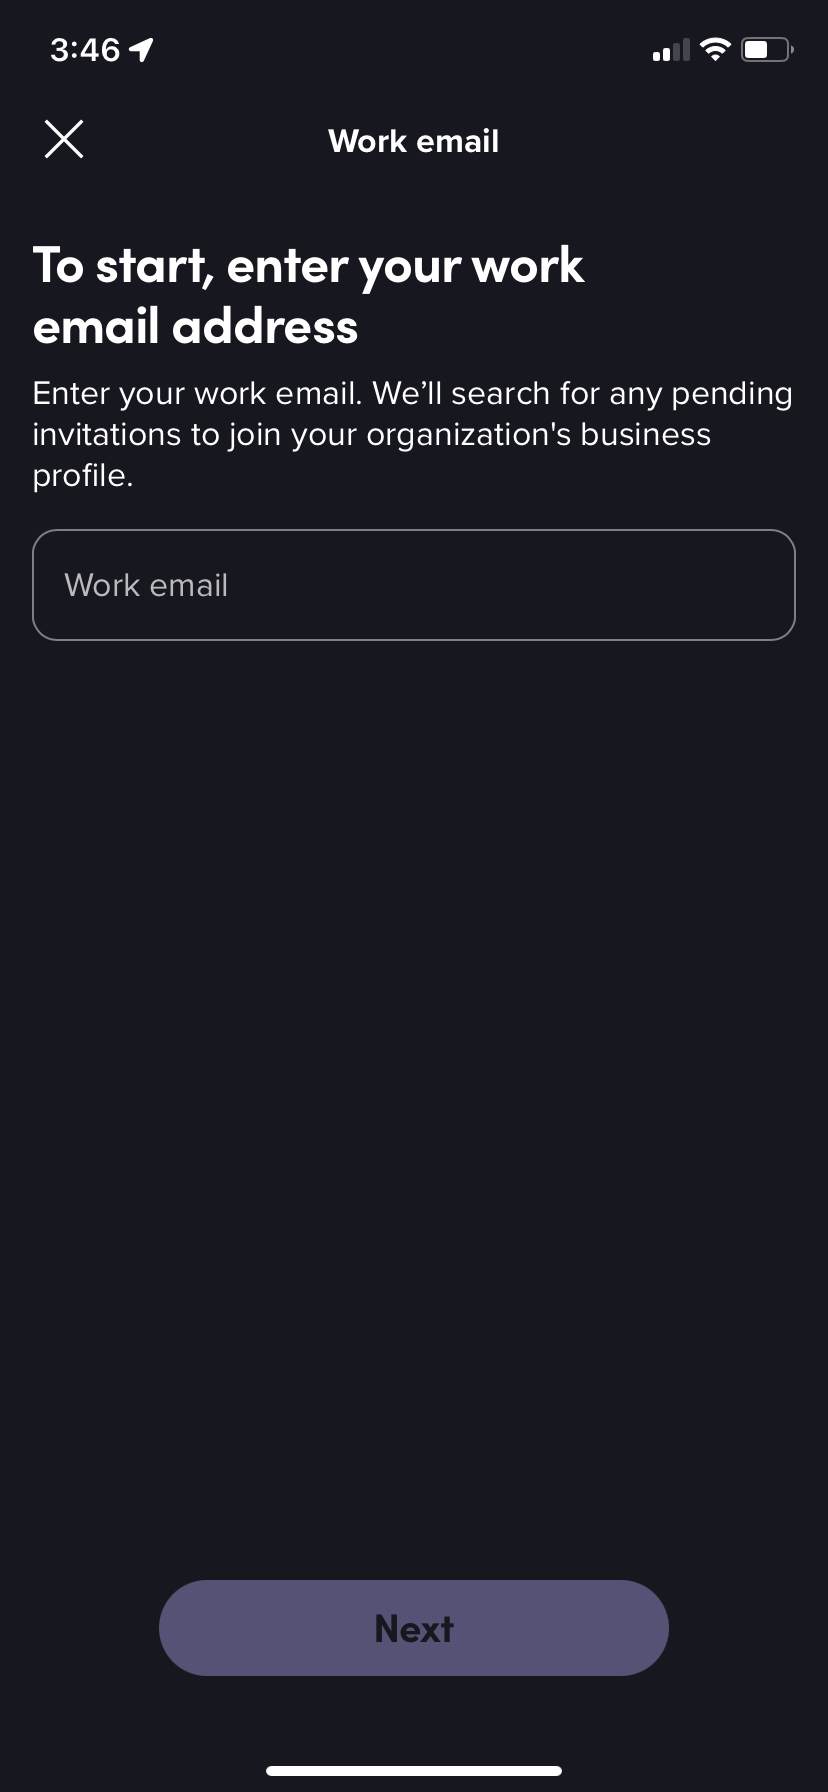 3:46
Work email
To start, enter your work
email address
Enter your work email. We’ll search for any pending
invitations to join your organization's business
profile.
Work email
Next